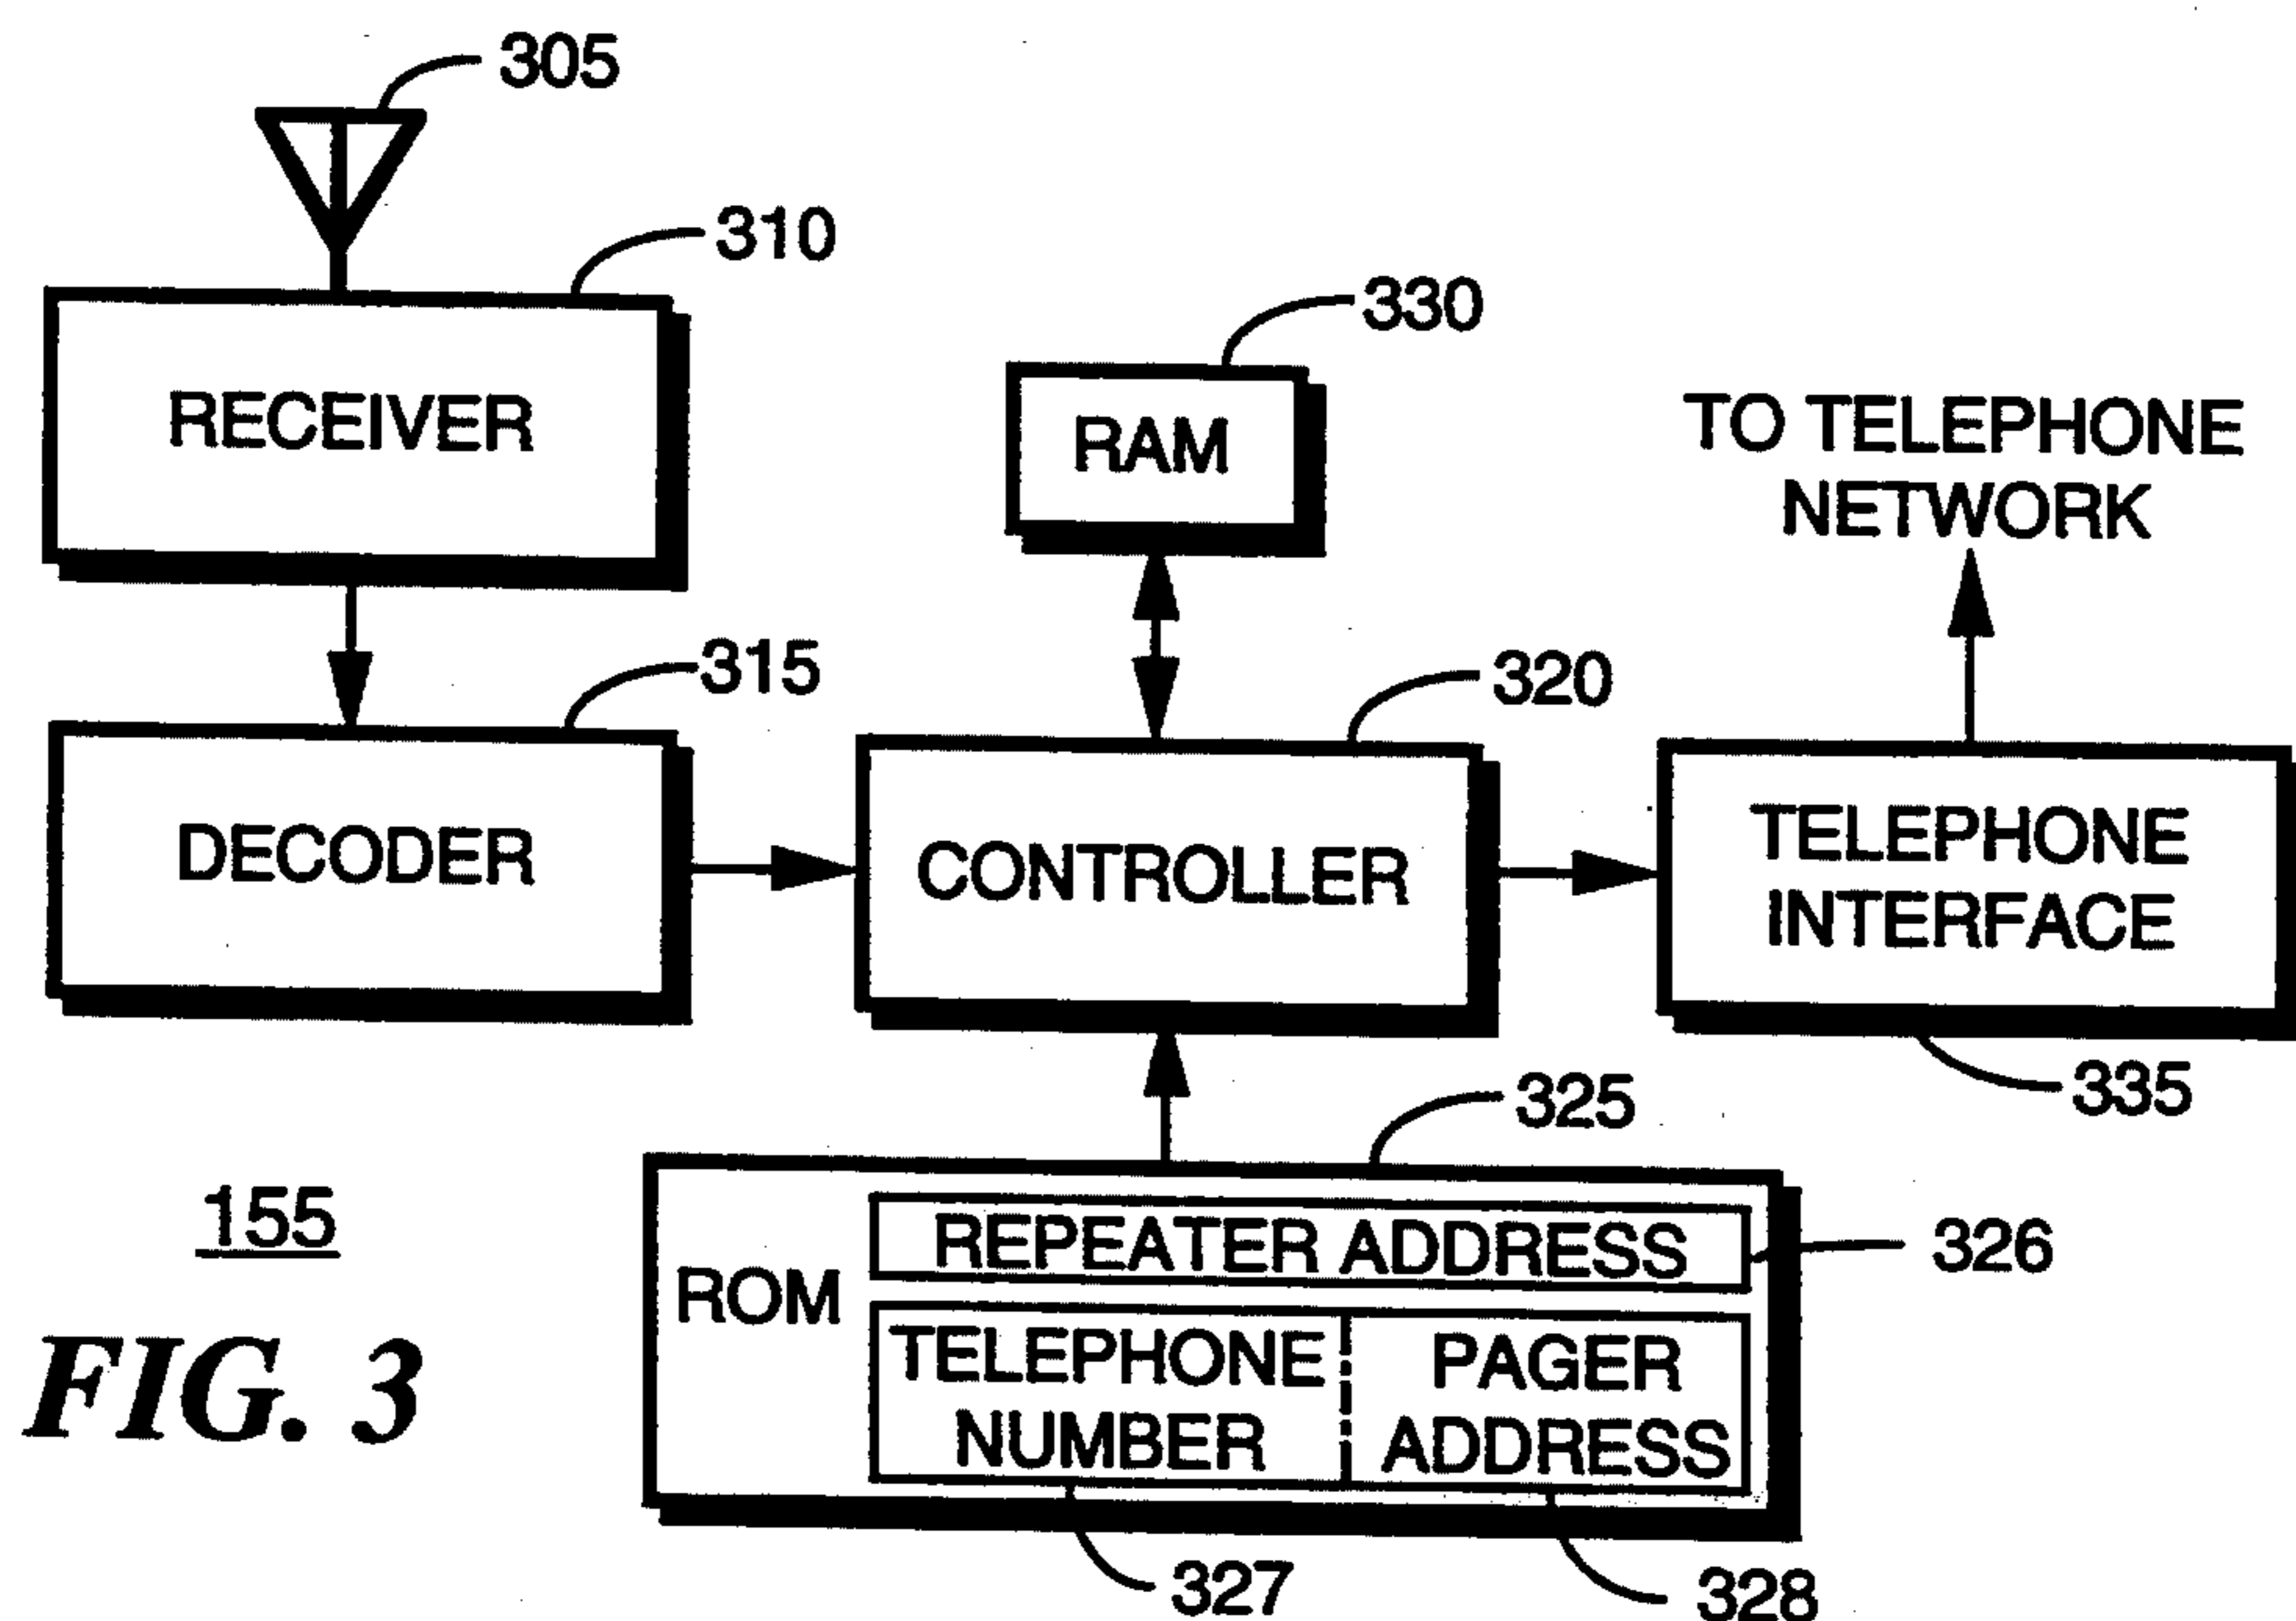 305
310
RECEIVER
330
RAM
TO TELEPHONE
NETWORK
315
320
DECODER
CONTROLLER
TELEPHONE
INTERFACE
335
325
155
ROM
REPEATER ADDRESS
326
TELEPHONE
NUMBER
PAGER
ADDRESS
327
328
FIG. 3